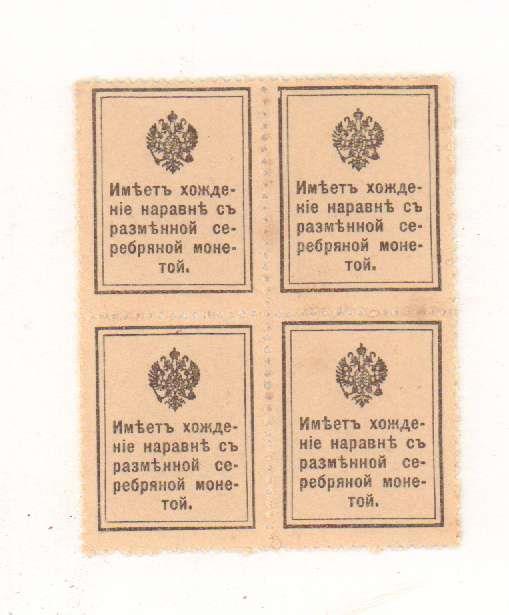 Имѣетъ хожде-
ніе наравнѣ съ
размѣнной се-
ребряной моне-
той.
Имѣетъ хожде-
ніе наравнѣ съ
размѣнной се-
ребряной моне-
той.
Имѣетъ хожде-
ніе наравнѣ съ
размѣнной се-
ребряной моне-
той.
Имѣетъ хожде-
ніе наравнѣ съ
размѣнной се-
ребряной моне-
той.